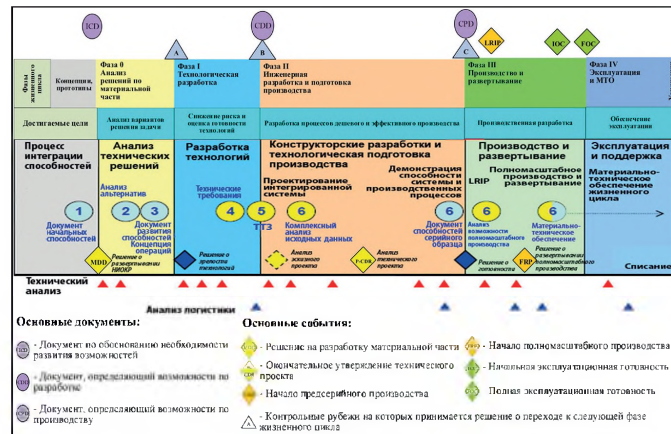 ICD
CDD
CPD
A
B
C
LRIP
IOC
FOC
Фазы жизненного цикла
Концепция, прототипы
Фаза 0
Анализ
решений по
материальной
части
Фаза I
Технологическая
разработка
Фаза II
Инженерная
разработка и подготовка
производства
Фаза III
Производство и
развертывание
Фаза IV
Эксплуатация
и МТО
Достигаемые цели
Анализ вариантов
решения задачи
Снижение риска и
оценка готовности
технологий
Разработка процессов дешевого и эффективного производства
Производственная разработка
Обеспечение
эксплуатации
Процесс
интеграции
способностей
Анализ
технических
решений
Разработка
технологий
Конструкторские разработки и
технологическая подготовка
производства
Производство и
развертывание
Эксплуатация
и поддержка
Анализ
альтернатив
Технические
требования
Проектирование
интегрированной
системы
Демонстрация
способности
системы и
производственных
процессов
LRIP
Полномасштабное
производство и
развертывание
Материально-
техническое
обеспечение
жизненного
цикла
1
2
3
4
5
6
6
6
6
Документ
начальных
способностей
Документ
развития
способностей
Концепция
операций
ТТЗ
Комплексный
анализ
исходных данных
Документ
способностей
серийного
образца
Анализ
возможности
полномасштабного
производства
Материально-
техническое
обеспечение
MDD
Решение о
развертывании
НИОКР
Решение о
зрелости
технологий
Анализ
эскизного
проекта
P-CDR
Анализ
технического
проекта
Решение о
готовности
FRP
Решение о
развертывании
полномасштабного
производства
Списание
Технический
анализ
Анализ логистики
Основные документы:
ICD - Документ по обоснованию необходимости
развития возможностей
CDD - Документ, определяющий возможности по
разработке
CPD - Документ, определяющий возможности по
производству
Основные события:
- Решение на разработку материальной части
CDR - Окончательное утверждение технического
проекта
- Начало предсерийного производства
A - Контрольные рубежи на которых принимается решение о переходе к следующей фазе
жизненного цикла
- Начало полномасштабного производства
- Начальная эксплуатационная готовность
- Полная эксплуатационная готовность